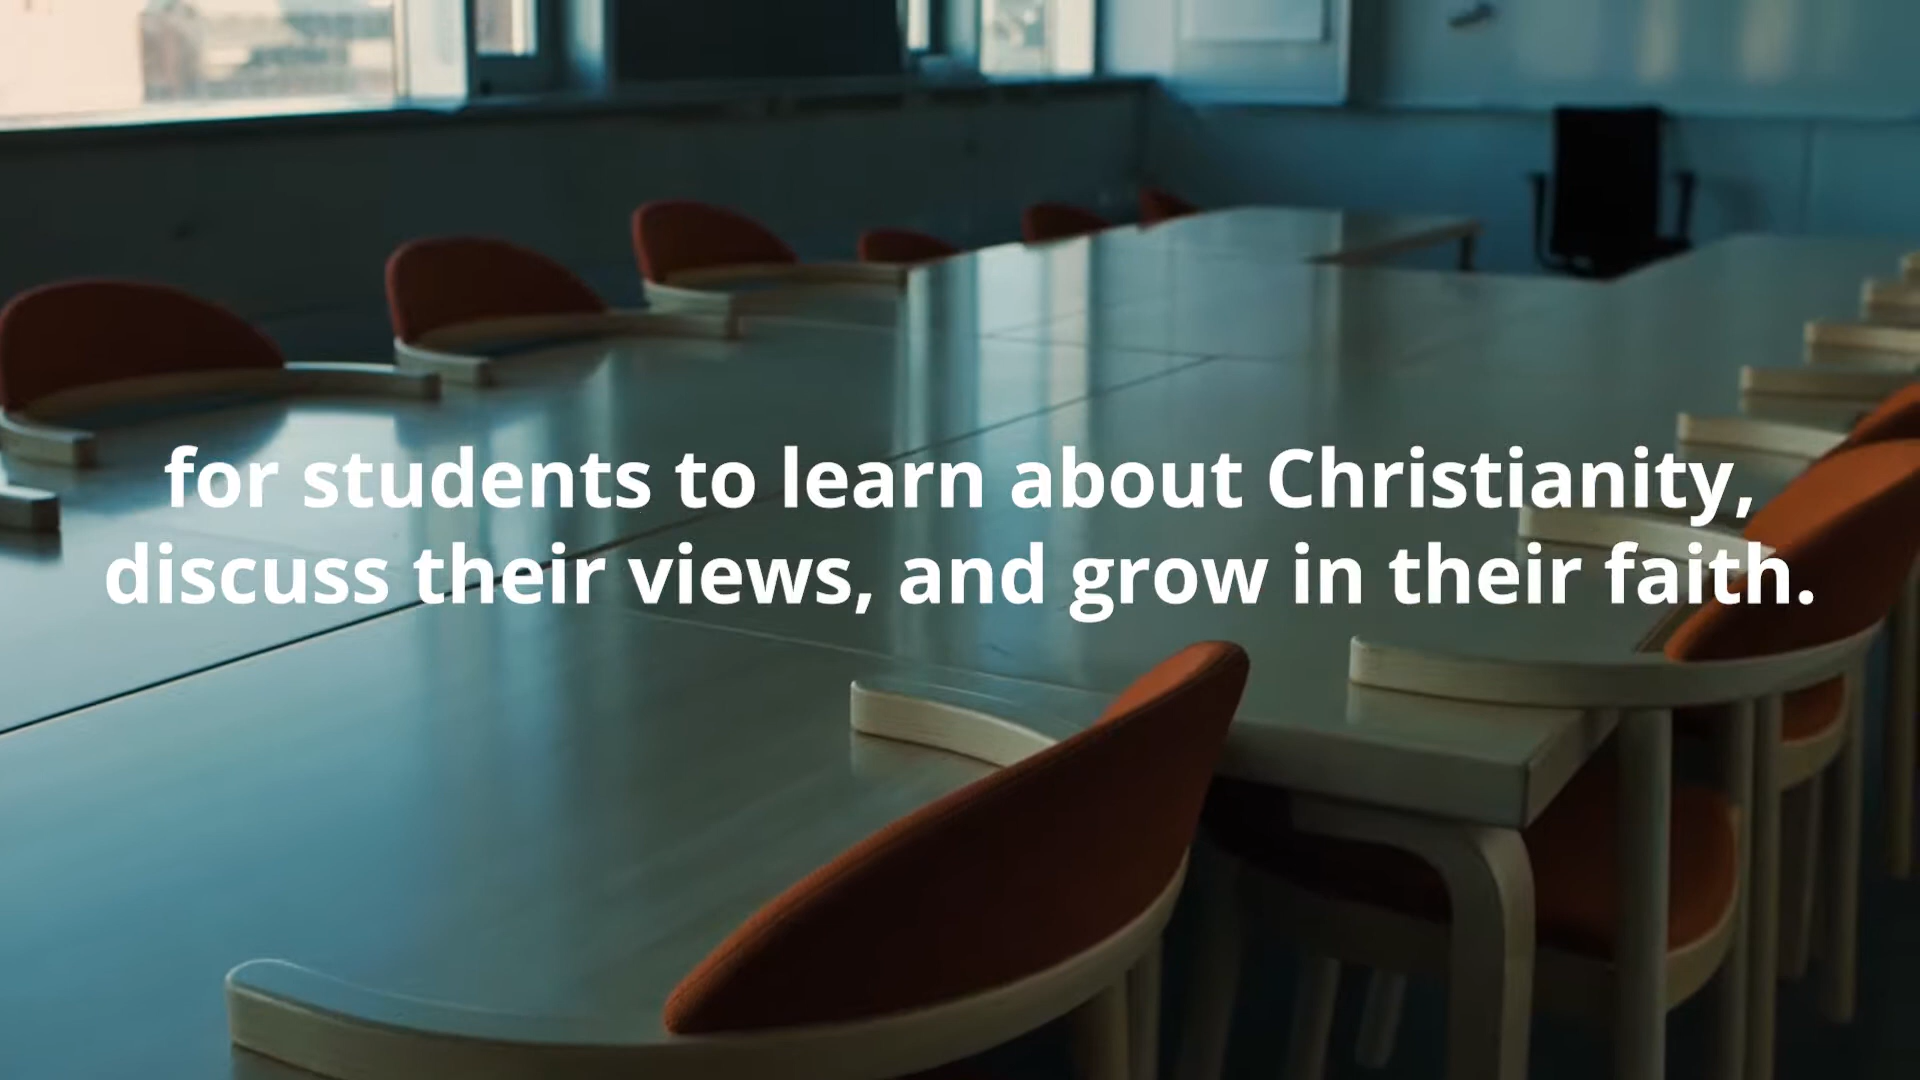 for students to learn about Christianity,
discuss their views, and grow in their faith.